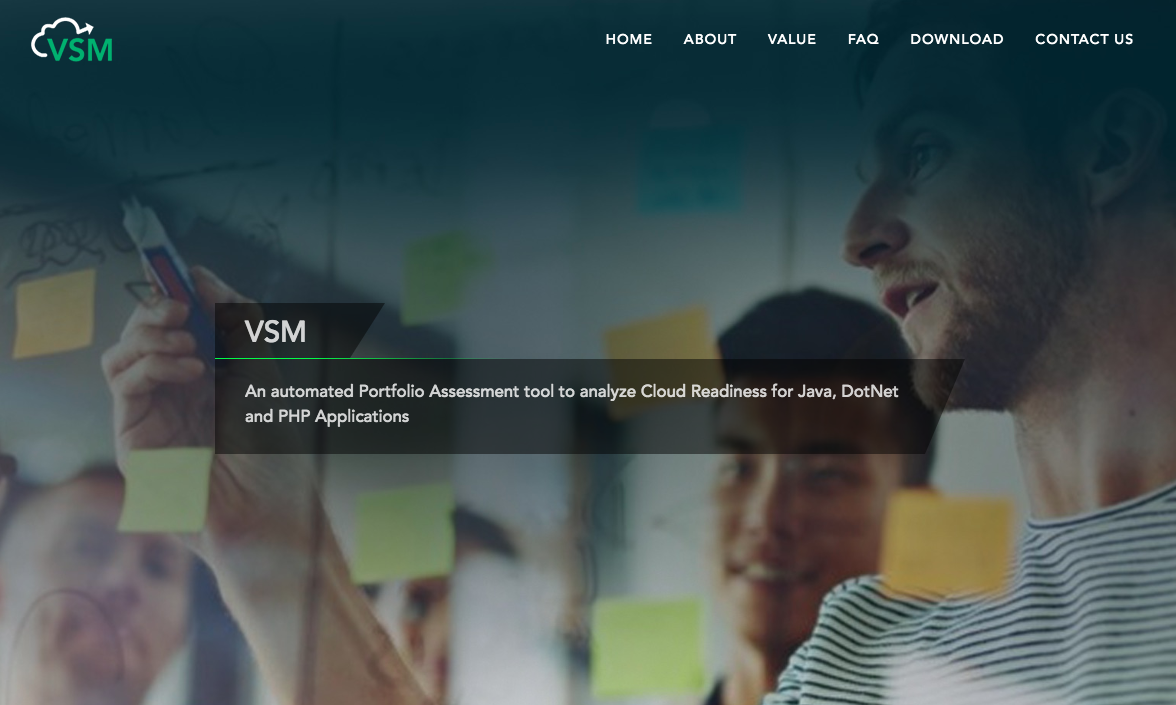 VSM
HOME ABOUT VALUE FAQ DOWNLOAD CONTACT US
VSM
An automated Portfolio Assessment tool to analyze Cloud Readiness for Java, DotNet
and PHP Applications